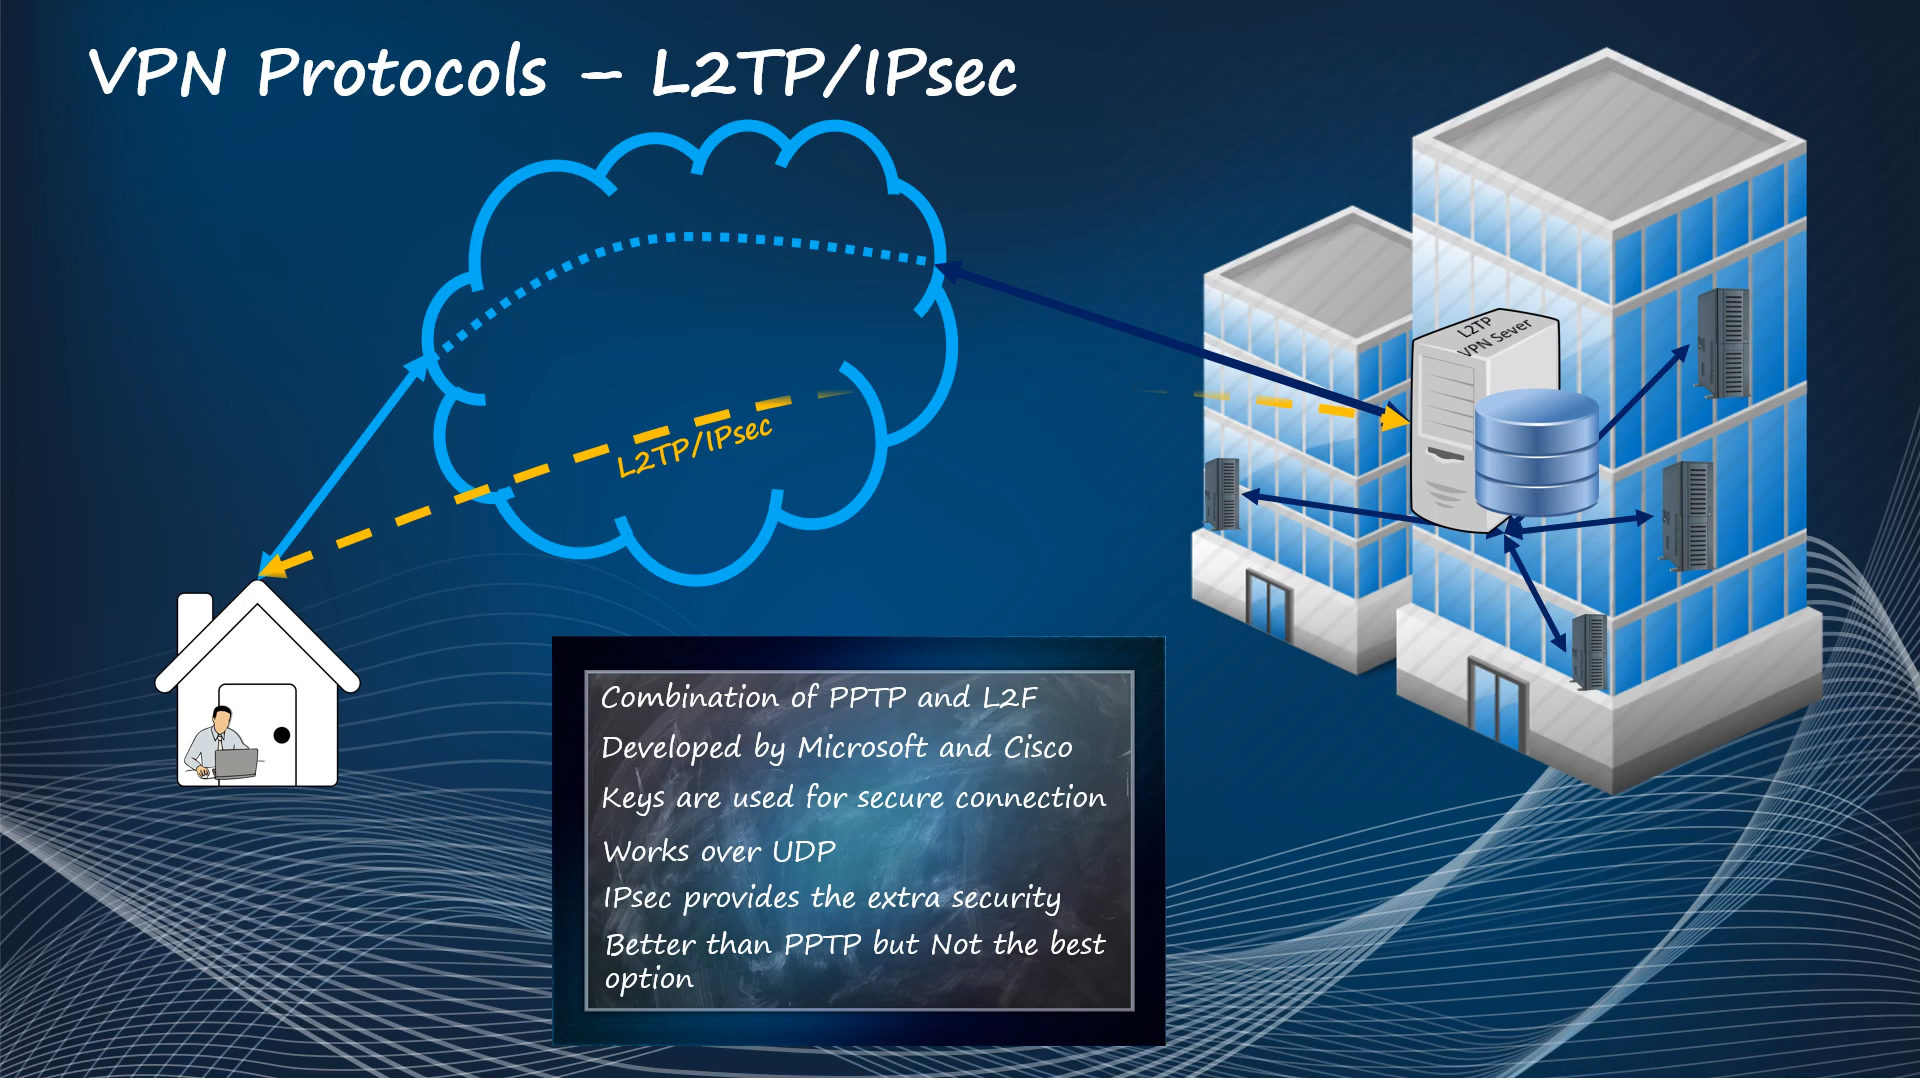 VPN Protocols – L2TP/IPsec
L2TP
VPN Sever
L2TP/IPsec
Combination of PPTP and L2F
Developed by Microsoft and Cisco
Keys are used for secure connection
Works over UDP
IPsec provides the extra security
Better than PPTP but Not the best
option